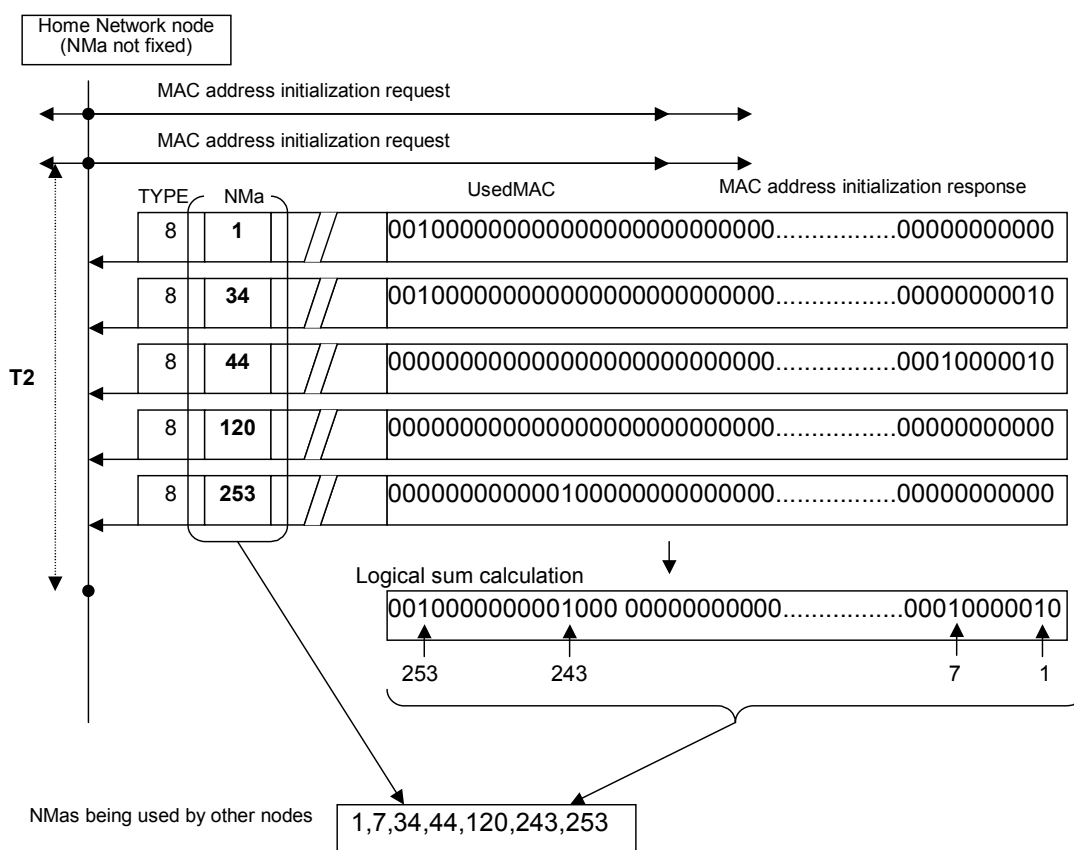 Home Network node
(NMa not fixed)
MAC address initialization request
MAC address initialization request
TYPE NMa UsedMAC MAC address initialization response
8 1 001000000000000000000000000.................00000000000
8 34 001000000000000000000000000.................00000000010
8 44 000000000000000000000000000.................00010000010
T2
8 120 000000000000000000000000000.................00000000000
8 253 000000000000100000000000000.................00000000000
Logical sum calculation
0010000000001000 00000000000.................00010000010
253 243 7 1
NMas being used by other nodes
1,7,34,44,120,243,253